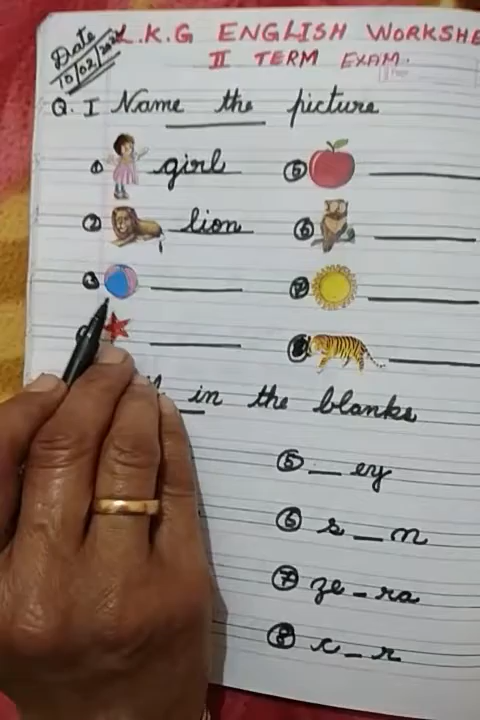 Date
10/02/202
L.K.G ENGLISH WORKSHE
II TERM EXAM.
Q. I Name the picture
① girl
② lion
③
⑤
⑥
⑦
⑧
in the blanks
⑤ _ ey
⑥ s _ n
⑦ ze _ ra
⑧ c _ r